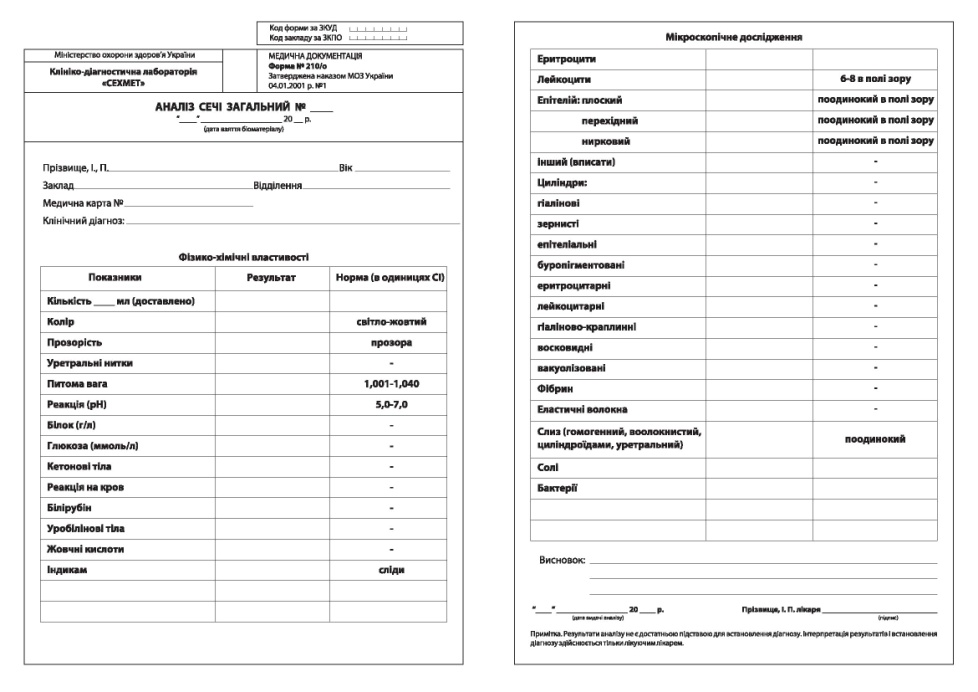 Код форми за ЗКУД
Код закладу за ЗКПО
Міністерство охорони здоров'я України
Клініко-діагностична лабораторія
«СЕХМЕТ»
МЕДИЧНА ДОКУМЕНТАЦІЯ
Форма № 210/о
Затверджена наказом МОЗ України
04.01.2001 р. №1
АНАЛІЗ СЕЧІ ЗАГАЛЬНИЙ № ____
"____" ________________ 20 __ р.
(дата взяття біоматеріалу)
Прізвище, І., П. Вік
Заклад Відділення
Медична карта №
Клінічний діагноз:
Фізико-хімічні властивості
Показники Результат Норма (в одиницях СІ)
Кількість ____ мл (доставлено)
Колір світло-жовтий
Прозорість прозора
Уретральні нитки -
Питома вага 1,001-1,040
Реакція (pH) 5,0-7,0
Білок (г/л) -
Глюкоза (ммоль/л) -
Кетонові тіла -
Реакція на кров -
Білірубін -
Уробілінові тіла -
Жовчні кислоти -
Індикам сліди
Мікроскопічне дослідження
Еритроцити
Лейкоцити 6-8 в полі зору
Епітелій: плоский поодинокий в полі зору
перехідний поодинокий в полі зору
нирковий поодинокий в полі зору
Інший (вписати) -
Циліндри: -
гіалінові -
зернисті -
епітеліальні -
буропігментовані -
еритроцитарні -
лейкоцитарні -
гіаліново-краплинні -
восковидні -
вакуолізовані -
Фібрин -
Еластичні волокна -
Слиз (гомогенний, воолокнистий,
циліндроїдами, уретральний) поодинокий
Солі
Бактерії
Висновок:
"____" ________________ 20 ____ р. Прізвище, І. П. лікаря
(дата видачі аналізу) (підпис)
Примітка. Результати аналізу не є достатньою підставою для встановлення діагнозу. Інтерпретація результатів і встановлення
діагнозу здійснюється тільки лікуючим лікарем.